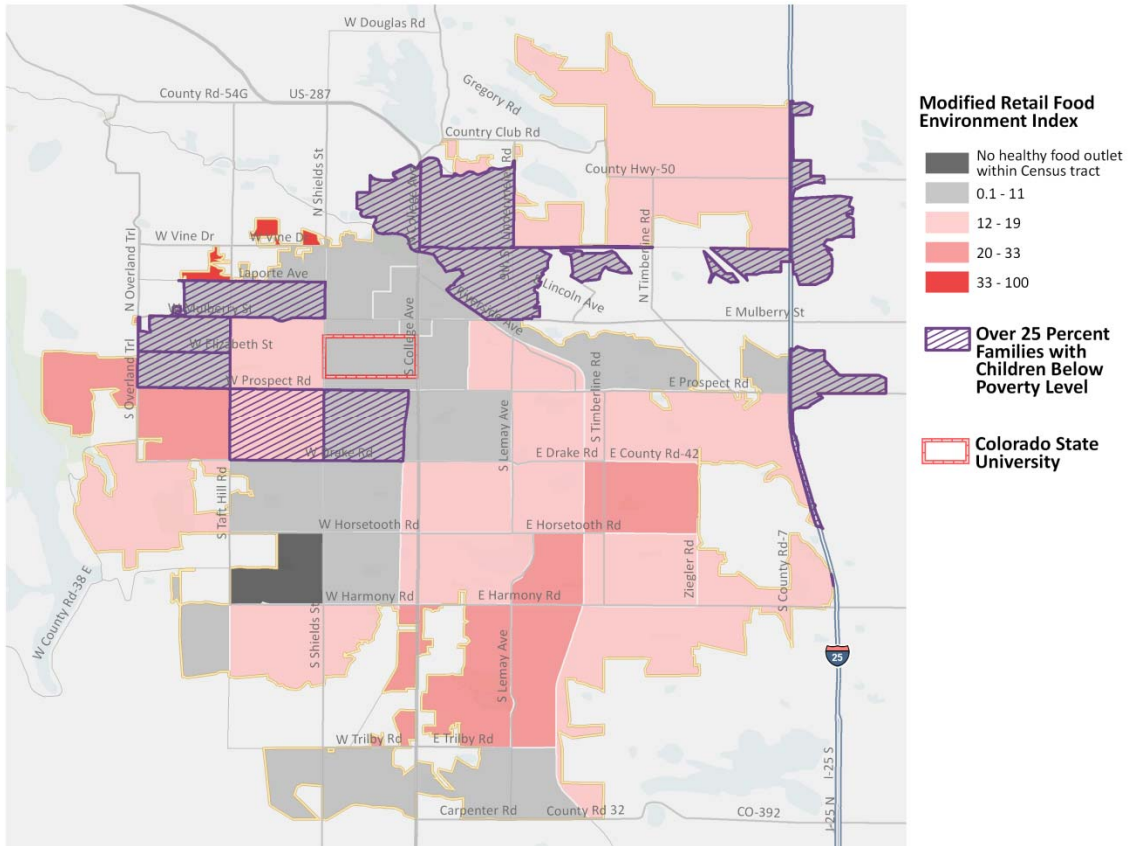 W Douglas Rd
County Rd-54G
US-287
Gregory Rd
Country Club Rd
N Shields St
County Hwy-50
W Vine Dr
W Vine Dr
N Overland Trl
Laporte Ave
N Timberline Rd
Lincoln Ave
Riverside Ave
W Mulberry St
E Mulberry St
S College Ave
W Elizabeth St
W Prospect Rd
E Prospect Rd
S Overland Trl
S Timberline Rd
S Lemay Ave
W Drake Rd
E Drake Rd
E County Rd-42
S Taft Hill Rd
W Horsetooth Rd
E Horsetooth Rd
Ziegler Rd
S County Rd-7
W County Rd-38 E
W Harmony Rd
E Harmony Rd
S Shields St
S Lemay Ave
25
W Trilby Rd
E Trilby Rd
I-25 S
I-25 N
Carpenter Rd
County Rd 32
CO-392
Modified Retail Food
Environment Index
No healthy food outlet
within Census tract
0.1 - 11
12 - 19
20 - 33
33 - 100
Over 25 Percent
Families with
Children Below
Poverty Level
Colorado State
University